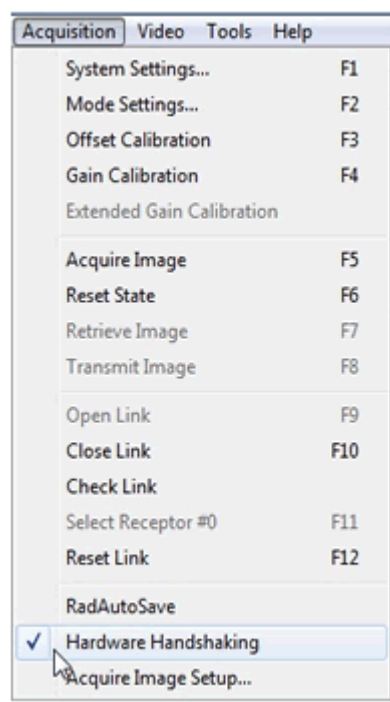 Acquisition Video Tools Help
System Settings... F1
Mode Settings... F2
Offset Calibration F3
Gain Calibration F4
Extended Gain Calibration
Acquire Image F5
Reset State F6
Retrieve Image F7
Transmit Image F8
Open Link F9
Close Link F10
Check Link
Select Receptor #0 F11
Reset Link F12
RadAutoSave
Hardware Handshaking
Acquire Image Setup...